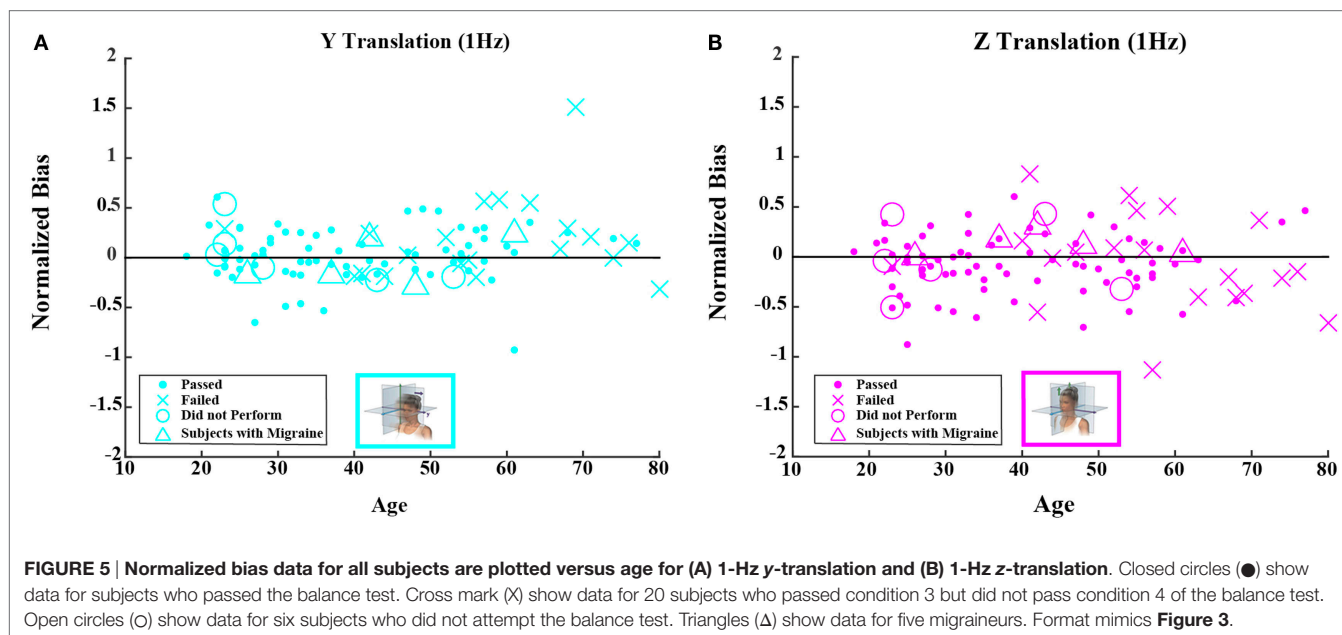 A
Y Translation (1Hz)
2
1.5
1
0.5
0
-0.5
-1
-1.5
-2
Normalized Bias
Passed
Failed
Did not Perform
Subjects with Migraine
10 20 30 40 50 60 70 80
Age
B
Z Translation (1Hz)
2
1.5
1
0.5
0
-0.5
-1
-1.5
-2
Normalized Bias
Passed
Failed
Did not Perform
Subjects with Migraine
10 20 30 40 50 60 70 80
Age
FIGURE 5 | Normalized bias data for all subjects are plotted versus age for (A) 1-Hz y-translation and (B) 1-Hz z-translation. Closed circles (●) show
data for subjects who passed the balance test. Cross mark (X) show data for 20 subjects who passed condition 3 but did not pass condition 4 of the balance test.
Open circles (○) show data for six subjects who did not attempt the balance test. Triangles (Δ) show data for five migraineurs. Format mimics Figure 3.